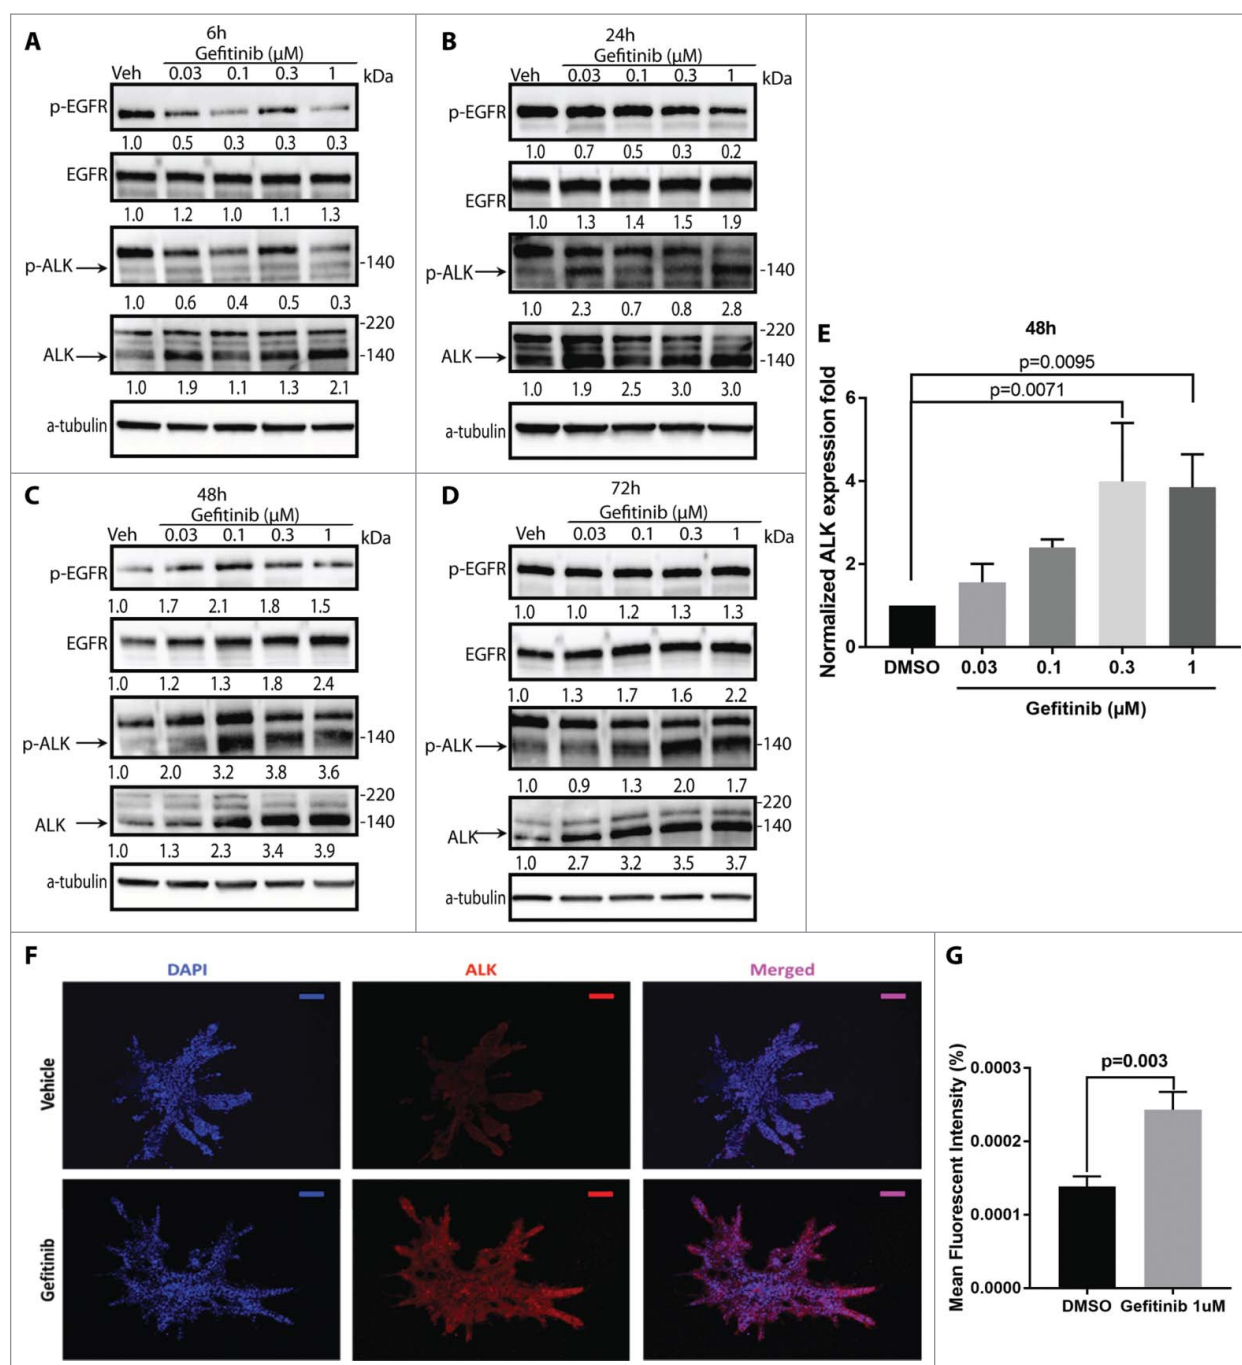 A
6h
Gefitinib (μM)
Veh 0.03 0.1 0.3 1 kDa
p-EGFR
1.0 0.5 0.3 0.3 0.3
EGFR
1.0 1.2 1.0 1.1 1.3
p-ALK
-140
1.0 0.6 0.4 0.5 0.3
-220
ALK
-140
1.0 1.9 1.1 1.3 2.1
a-tubulin
B
24h
Gefitinib (μM)
Veh 0.03 0.1 0.3 1 kDa
p-EGFR
1.0 0.7 0.5 0.3 0.2
EGFR
1.0 1.3 1.4 1.5 1.9
p-ALK
-140
1.0 2.3 0.7 0.8 2.8
-220
ALK
-140
1.0 1.9 2.5 3.0 3.0
a-tubulin
C
48h
Gefitinib (μM)
Veh 0.03 0.1 0.3 1 kDa
p-EGFR
1.0 1.7 2.1 1.8 1.5
EGFR
1.0 1.2 1.3 1.8 2.4
p-ALK
-140
1.0 2.0 3.2 3.8 3.6
-220
ALK
-140
1.0 1.3 2.3 3.4 3.9
a-tubulin
D
72h
Gefitinib (μM)
Veh 0.03 0.1 0.3 1 kDa
p-EGFR
1.0 1.0 1.2 1.3 1.3
EGFR
1.0 1.3 1.7 1.6 2.2
p-ALK
-140
1.0 0.9 1.3 2.0 1.7
-220
ALK
-140
1.0 2.7 3.2 3.5 3.7
a-tubulin
E
48h
p=0.0095
p=0.0071
Normalized ALK expression fold
6
4
2
0
DMSO 0.03 0.1 0.3 1
Gefitinib (μM)
F
DAPI ALK Merged
Vehicle
Gefitinib
G
p=0.003
Mean Fluorescent Intensity (%)
0.0003
0.0002
0.0001
0.0000
DMSO Gefitinib 1uM